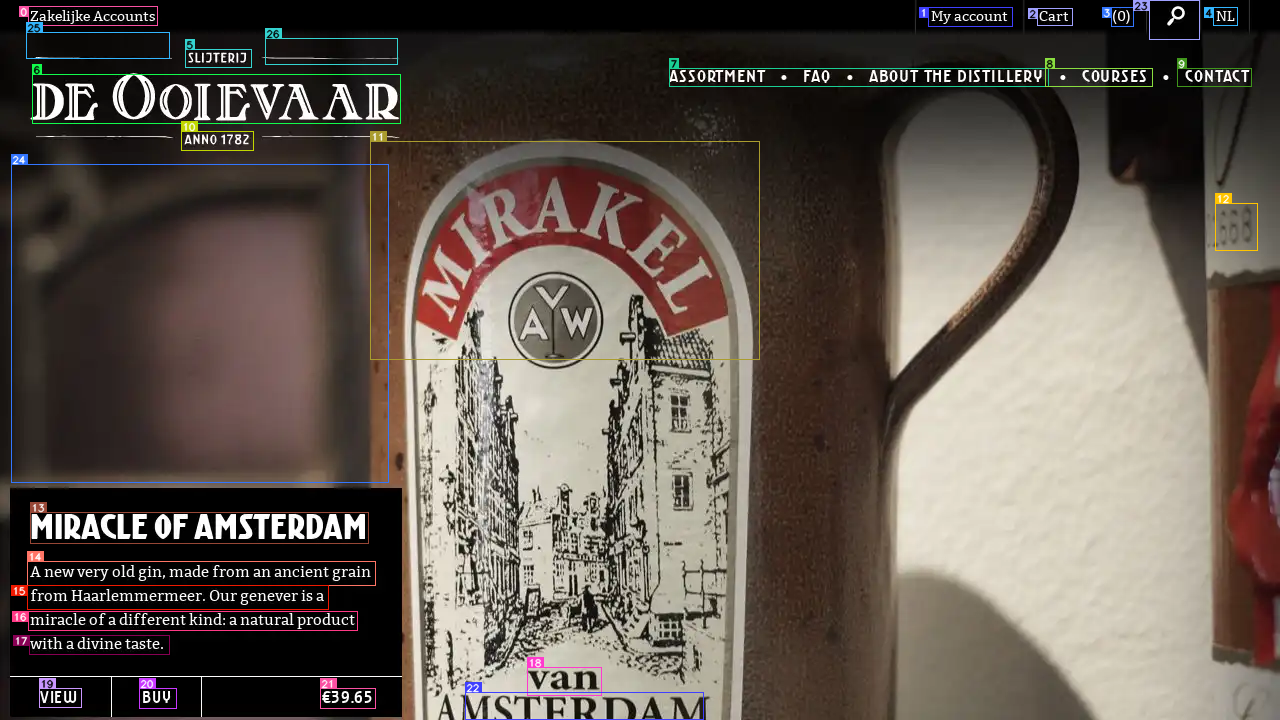 Zakelijke Accounts
My account
Cart
(0)
NL
SLIJTERIJ
DE OOIEVAAR
ANNO 1782
ASSORTMENT • FAQ • ABOUT THE DISTILLERY • COURSES • CONTACT
MIRAKEL
AYW
van
AMSTERDAM
MIRACLE OF AMSTERDAM
A new very old gin, made from an ancient grain
from Haarlemmermeer. Our genever is a
miracle of a different kind: a natural product
with a divine taste.
VIEW
BUY
€39.65